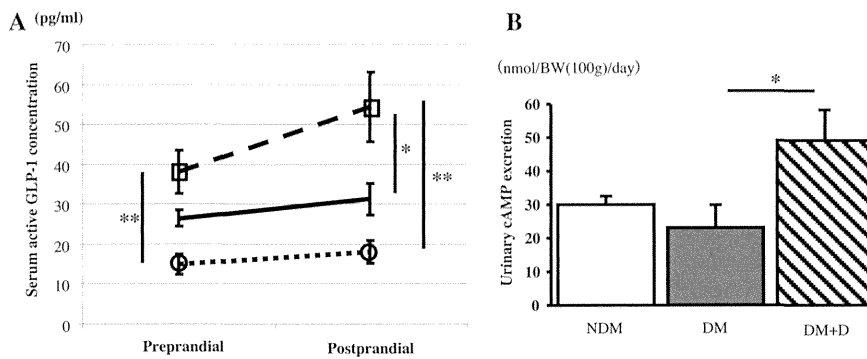 A (pg/ml)
Serum active GLP-1 concentration
70
60
50
40
30
20
10
0
**
*
**
Preprandial Postprandial
B
(nmol/BW(100g)/day)
Urinary cAMP excretion
60
50
40
30
20
10
0
*
NDM DM DM+D